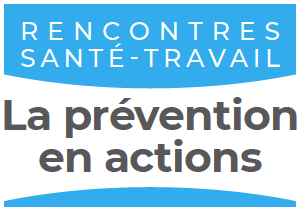 RENCONTRES
SANTÉ-TRAVAIL
La prévention
en actions